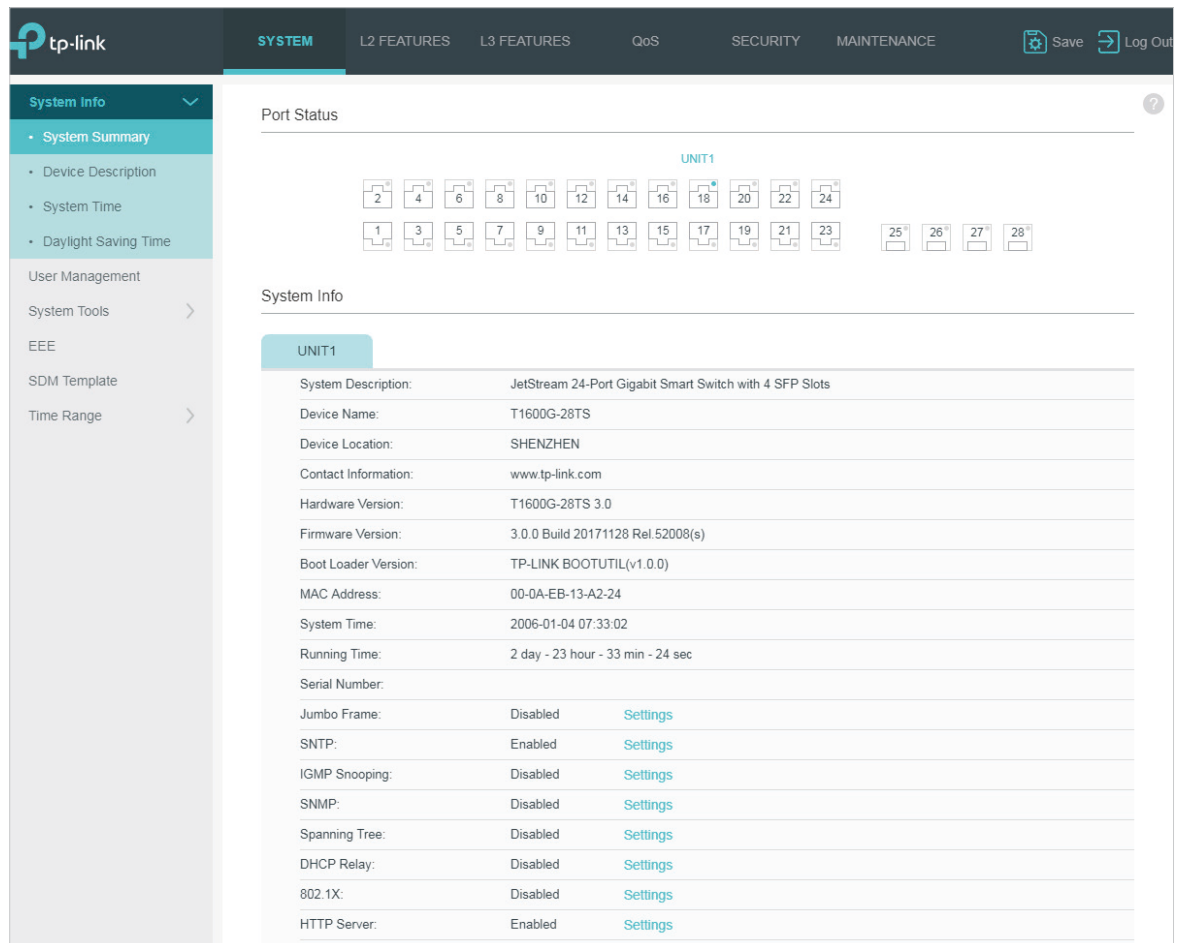 tp-link
SYSTEM L2 FEATURES L3 FEATURES QoS SECURITY MAINTENANCE Save Log Out
System Info
• System Summary
• Device Description
• System Time
• Daylight Saving Time
User Management
System Tools
EEE
SDM Template
Time Range
?
Port Status
UNIT1
2 4 6 8 10 12 14 16 18 20 22 24
1 3 5 7 9 11 13 15 17 19 21 23 25 26 27 28
System Info
UNIT1
System Description: JetStream 24-Port Gigabit Smart Switch with 4 SFP Slots
Device Name: T1600G-28TS
Device Location: SHENZHEN
Contact Information: www.tp-link.com
Hardware Version: T1600G-28TS 3.0
Firmware Version: 3.0.0 Build 20171128 Rel.52008(s)
Boot Loader Version: TP-LINK BOOTUTIL(v1.0.0)
MAC Address: 00-0A-EB-13-A2-24
System Time: 2006-01-04 07:33:02
Running Time: 2 day - 23 hour - 33 min - 24 sec
Serial Number:
Jumbo Frame: Disabled Settings
SNTP: Enabled Settings
IGMP Snooping: Disabled Settings
SNMP: Disabled Settings
Spanning Tree: Disabled Settings
DHCP Relay: Disabled Settings
802.1X: Disabled Settings
HTTP Server: Enabled Settings